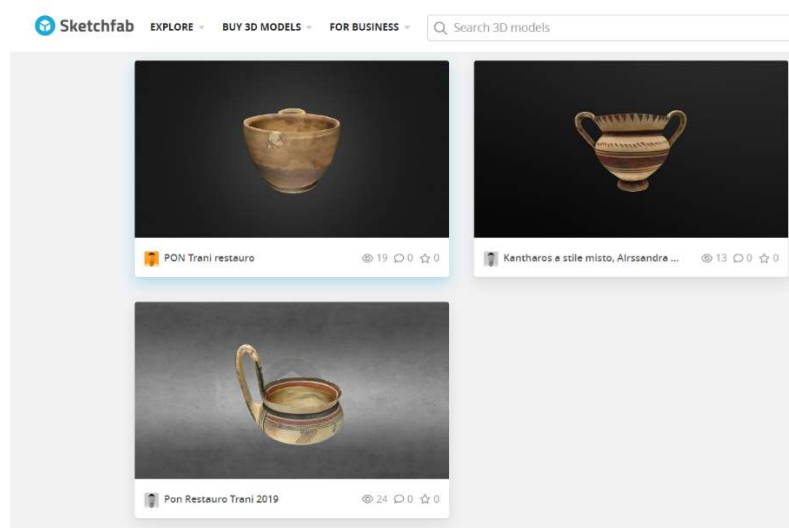 Sketchfab EXPLORE BUY 3D MODELS FOR BUSINESS Search 3D models
PON Trani restauro 19 0 0
Kantharos a stile misto, Alrssandra ... 13 0 0
Pon Restauro Trani 2019 24 0 0